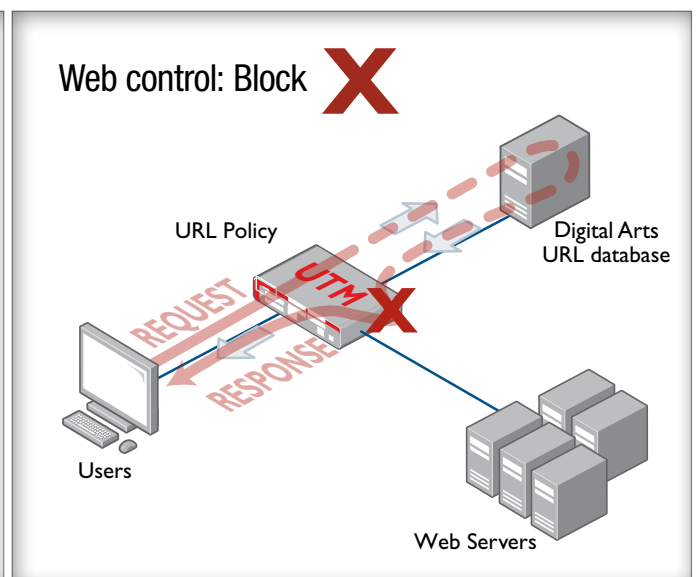 Web control: Block
URL Policy
Digital Arts
URL database
UTM
REQUEST
RESPONSE
Users
Web Servers